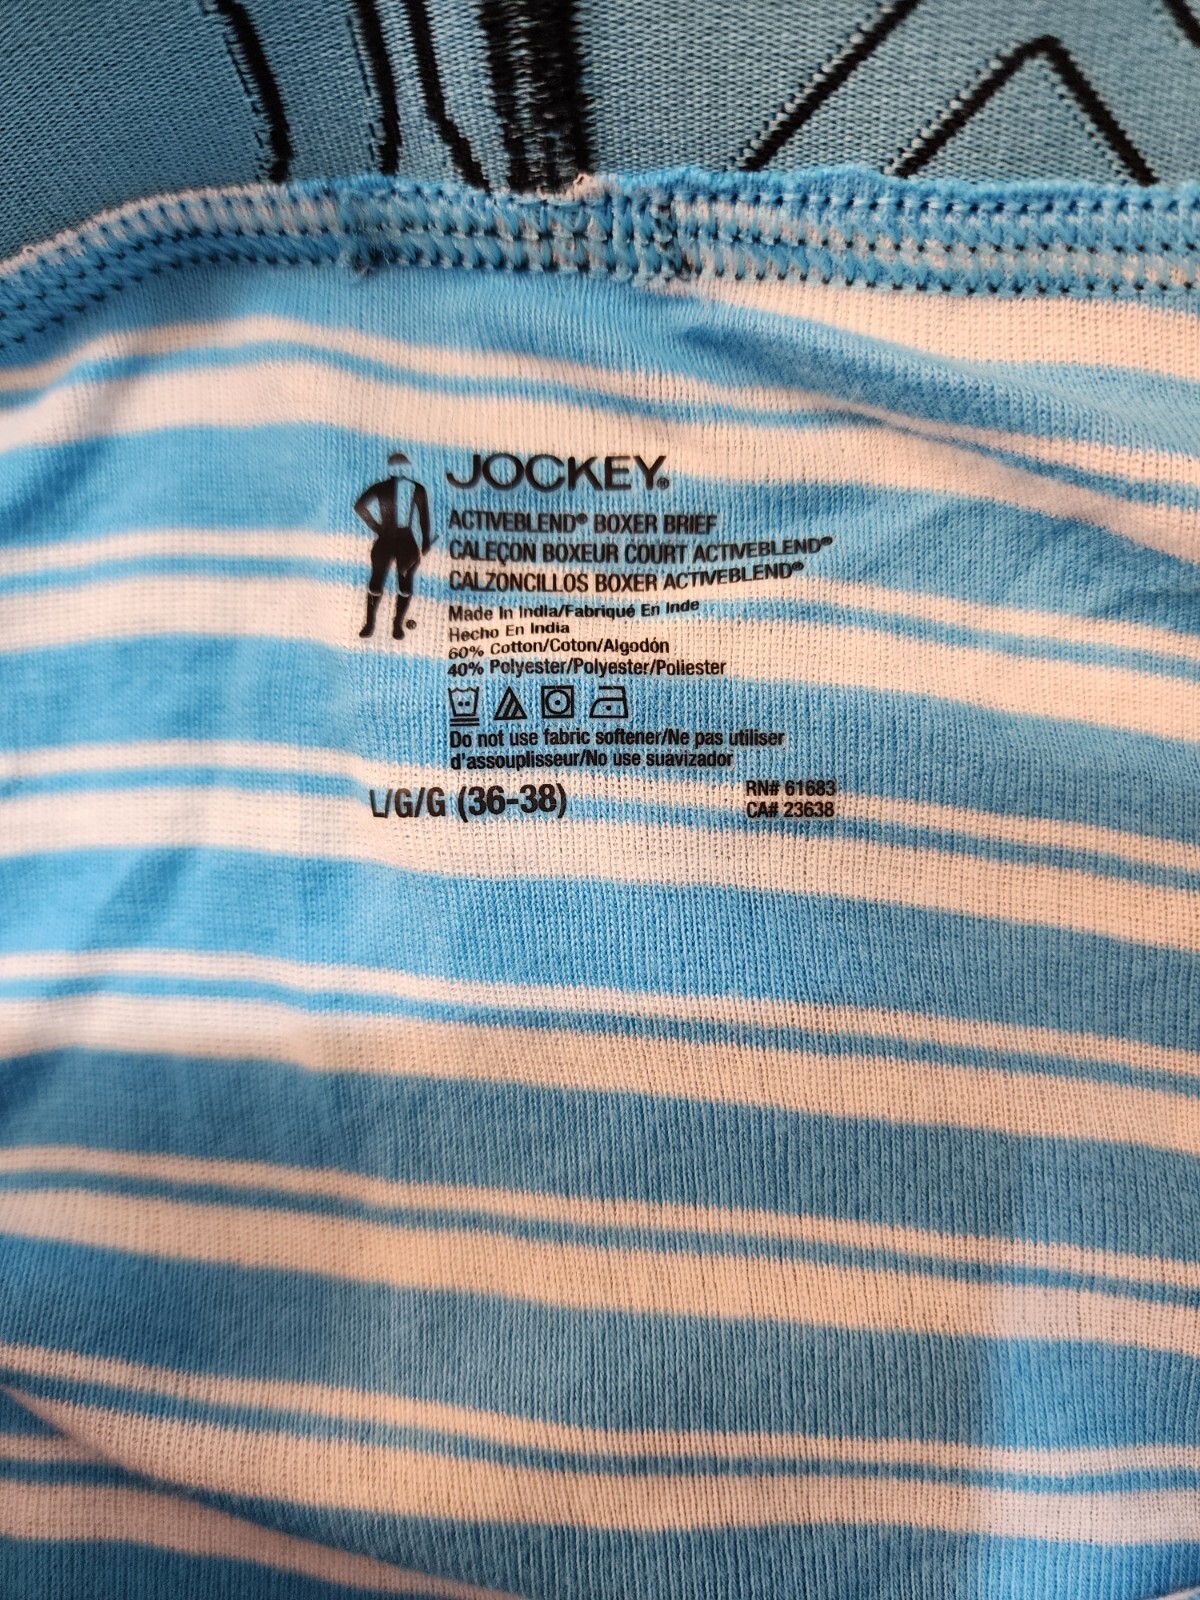 JOCKEY®
ACTIVEBLEND® BOXER BRIEF
CALEÇON BOXEUR COURT ACTIVEBLEND®
CALZONCILLOS BOXER ACTIVEBLEND®
Made In India/Fabriqué En Inde
Hecho En India
60% Cotton/Coton/Algodón
40% Polyester/Polyester/Poliester
Do not use fabric softener/Ne pas utiliser
d'assouplisseur/No use suavizador
L/G/G (36-38)
RN# 61683
CA# 23638